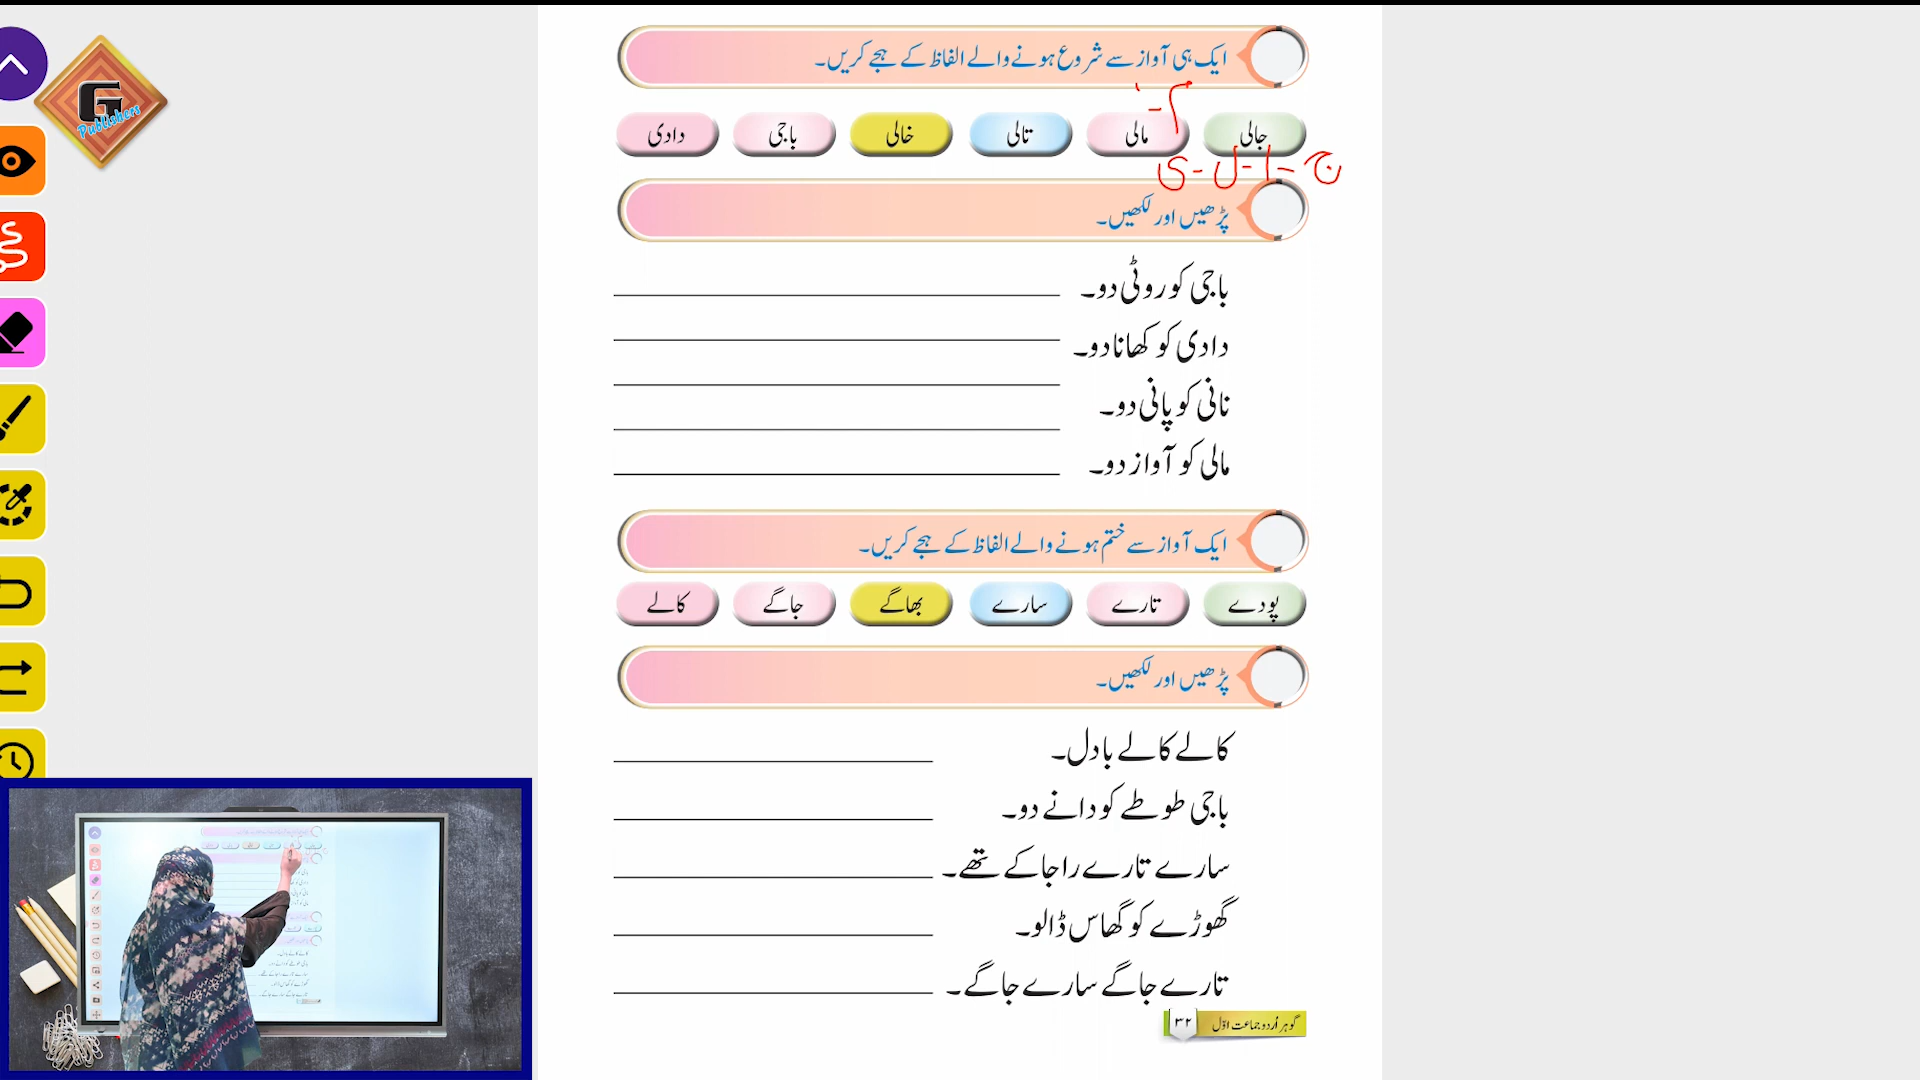 G
Publishers
ایک ہی آواز سے شروع ہونے والے الفاظ کے ہجے کریں۔
م -
جالی مالی تالی خالی باجی دادی
ج - ا - ل - ی
پڑھیں اور لکھیں۔
باجی کو روٹی دو۔
دادی کو کھانا دو۔
نانی کو پانی دو۔
مالی کو آواز دو۔
ایک آواز سے ختم ہونے والے الفاظ کے ہجے کریں۔
پودے تارے سارے بھاگے جاگے کالے
پڑھیں اور لکھیں۔
کالے کالے بادل۔
باجی طوطے کو دانے دو۔
سارے تارے راجا کے تھے۔
گھوڑے کو گھاس ڈالو۔
تارے جاگے سارے جاگے۔
گوہر اُردو جماعت اوّل ۳۲